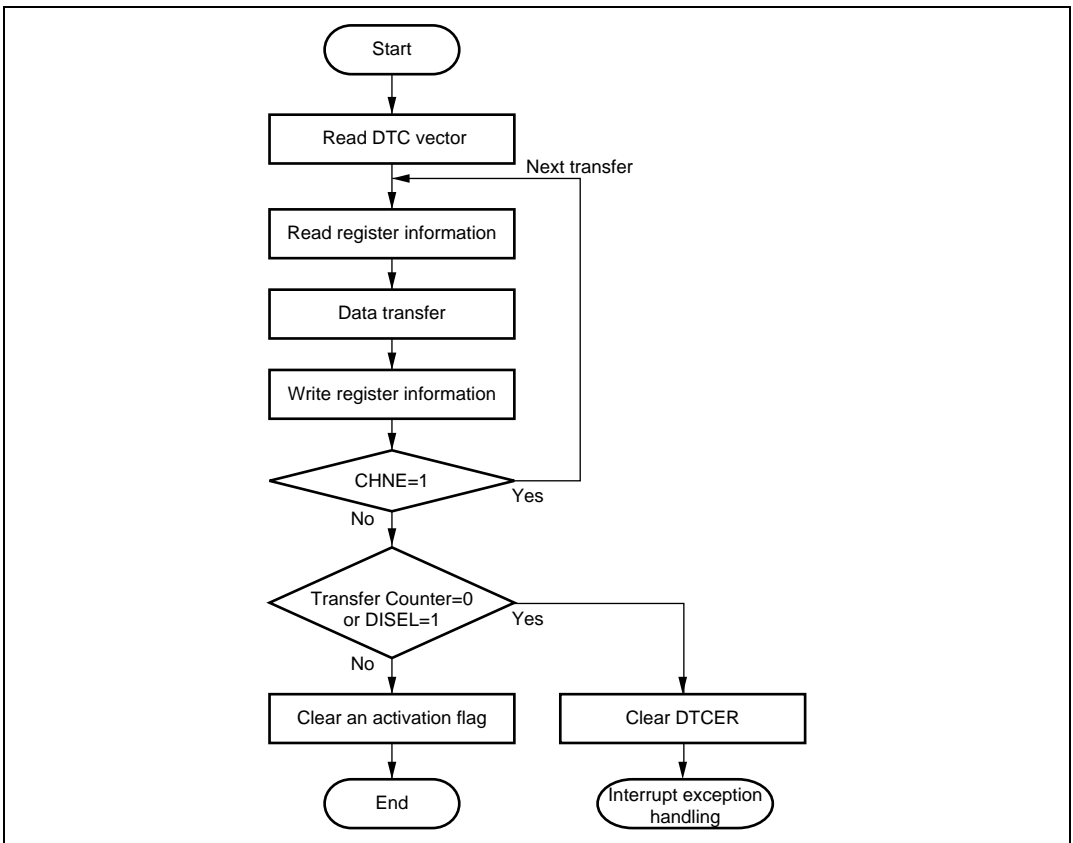 Start
Read DTC vector
Next transfer
Read register information
Data transfer
Write register information
CHNE=1
Yes
No
Transfer Counter=0
or DISEL=1
Yes
No
Clear an activation flag
Clear DTCER
End
Interrupt exception
handling